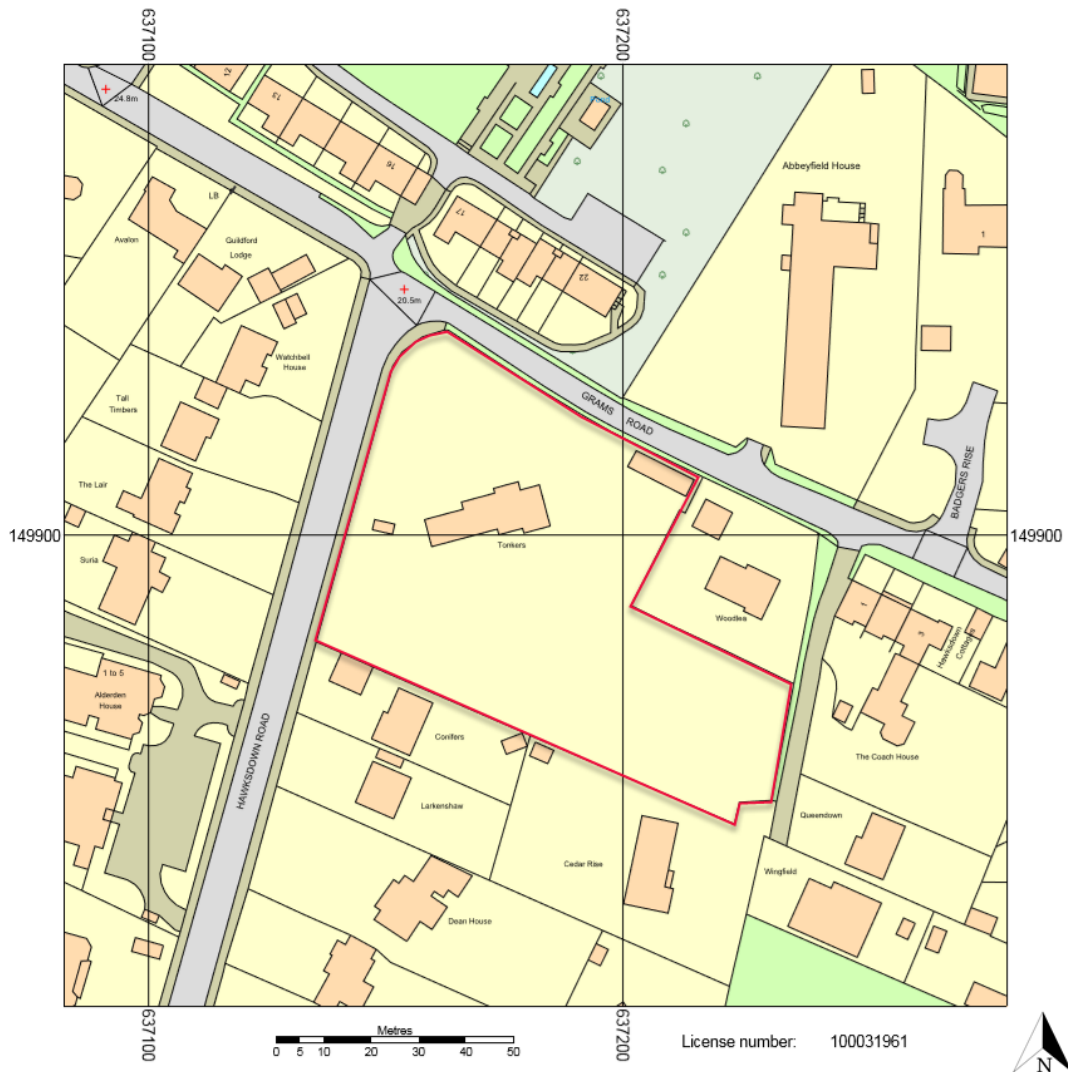 637100
637200
24.8m
12
13
16
Pond
Abbeyfield House
LB
Avalon
Guildford
Lodge
17
22
1
20.5m
Watchbell
House
Tall
Timbers
GRAMS ROAD
BADGERS RISE
The Lair
149900
149900
Suria
Tonkers
Woodlea
1
3
Hawksdown
Cottages
1 to 5
Alderden
House
HAWKSDOWN ROAD
Conifers
The Coach House
Larkenshaw
Queendown
Cedar Rise
Wingfield
Dean House
637100
637200
Metres
0 5 10 20 30 40 50
License number: 100031961
N